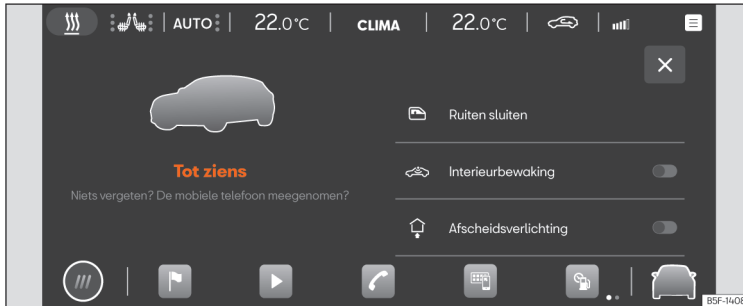 AUTO 22.0°C CLIMA 22.0°C
Ruiten sluiten
Tot ziens
Interieurbewaking
Niets vergeten? De mobiele telefoon meegenomen?
Afscheidsverlichting
B5F-1408